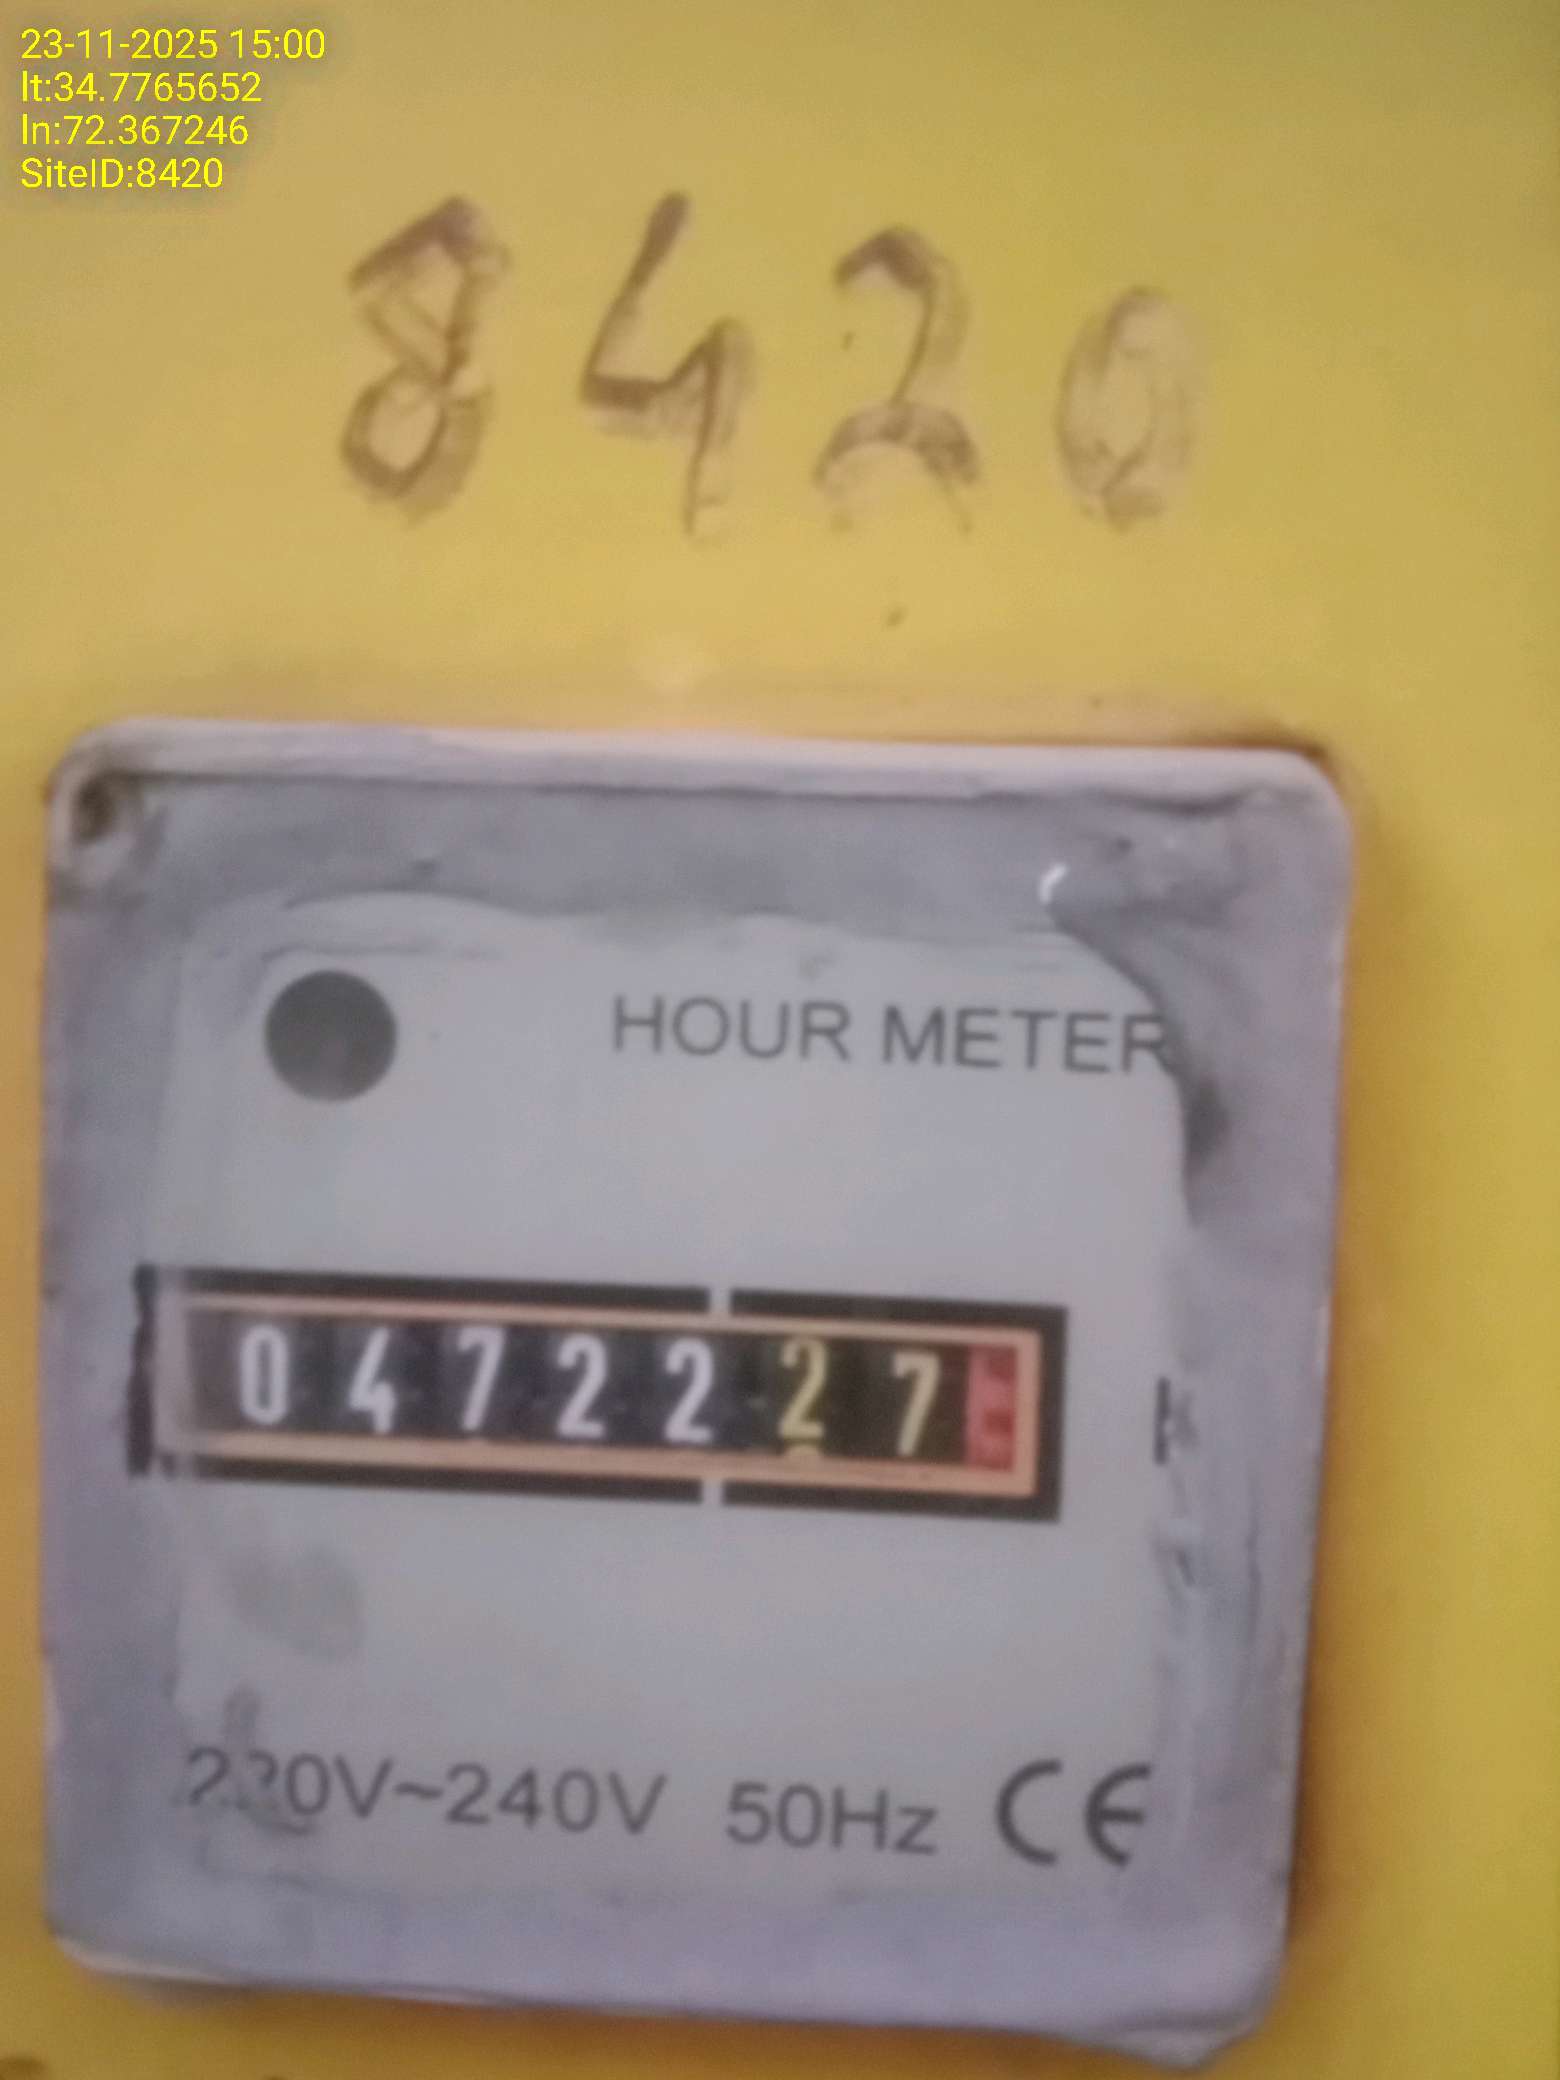 23-11-2025 15:00
lt:34.7765652
ln:72.367246
SiteID:8420
8420
HOUR METER
0472227
220V~240V 50Hz CE